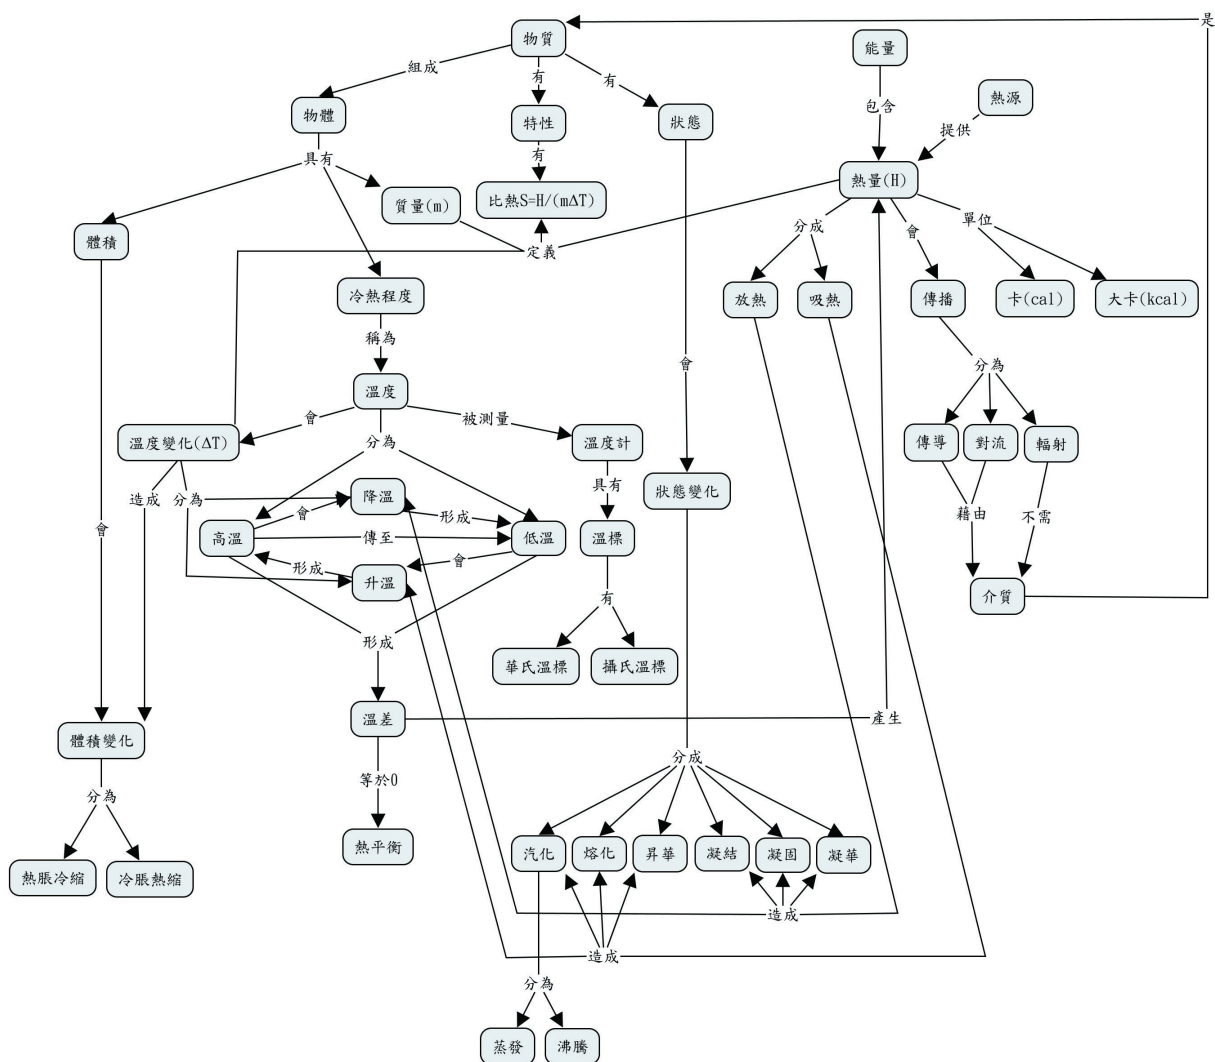 物質
是
能量
組成
有
有
熱源
包含
物體
特性
狀態
提供
具有
有
熱量(H)
質量(m)
比熱S=H/(mΔT)
分成
會
單位
體積
定義
冷熱程度
放熱
吸熱
傳播
卡(cal)
大卡(kcal)
稱為
會
分為
溫度
會
被測量
溫度變化(ΔT)
分為
溫度計
傳導
對流
輻射
造成
分為
降溫
具有
狀態變化
會
會
形成
藉由
不需
高溫
傳至
低溫
溫標
形成
會
升溫
有
介質
形成
華氏溫標
攝氏溫標
溫差
產生
體積變化
分成
等於0
分為
熱平衡
汽化
熔化
昇華
凝結
凝固
凝華
熱脹冷縮
冷脹熱縮
造成
造成
分為
蒸發
沸騰